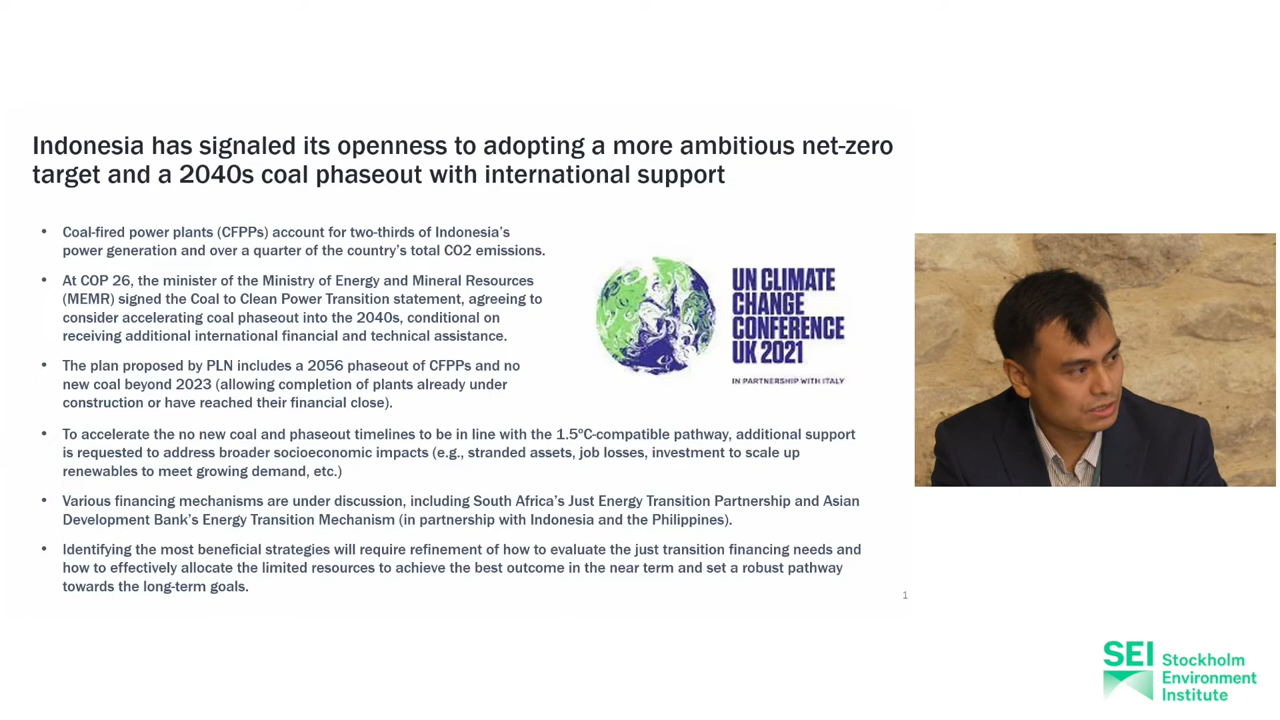 Indonesia has signaled its openness to adopting a more ambitious net-zero
target and a 2040s coal phaseout with international support
• Coal-fired power plants (CFPPs) account for two-thirds of Indonesia's
power generation and over a quarter of the country's total CO2 emissions.
• At COP 26, the minister of the Ministry of Energy and Mineral Resources
(MEMR) signed the Coal to Clean Power Transition statement, agreeing to
consider accelerating coal phaseout into the 2040s, conditional on
receiving additional international financial and technical assistance.
• The plan proposed by PLN includes a 2056 phaseout of CFPPs and no
new coal beyond 2023 (allowing completion of plants already under
construction or have reached their financial close).
• To accelerate the no new coal and phaseout timelines to be in line with the 1.5°C-compatible pathway, additional support
is requested to address broader socioeconomic impacts (e.g., stranded assets, job losses, investment to scale up
renewables to meet growing demand, etc.)
• Various financing mechanisms are under discussion, including South Africa's Just Energy Transition Partnership and Asian
Development Bank's Energy Transition Mechanism (in partnership with Indonesia and the Philippines).
• Identifying the most beneficial strategies will require refinement of how to evaluate the just transition financing needs and
how to effectively allocate the limited resources to achieve the best outcome in the near term and set a robust pathway
towards the long-term goals.
UN CLIMATE
CHANGE
CONFERENCE
UK 2021
IN PARTNERSHIP WITH ITALY
1
SEI Stockholm
Environment
Institute